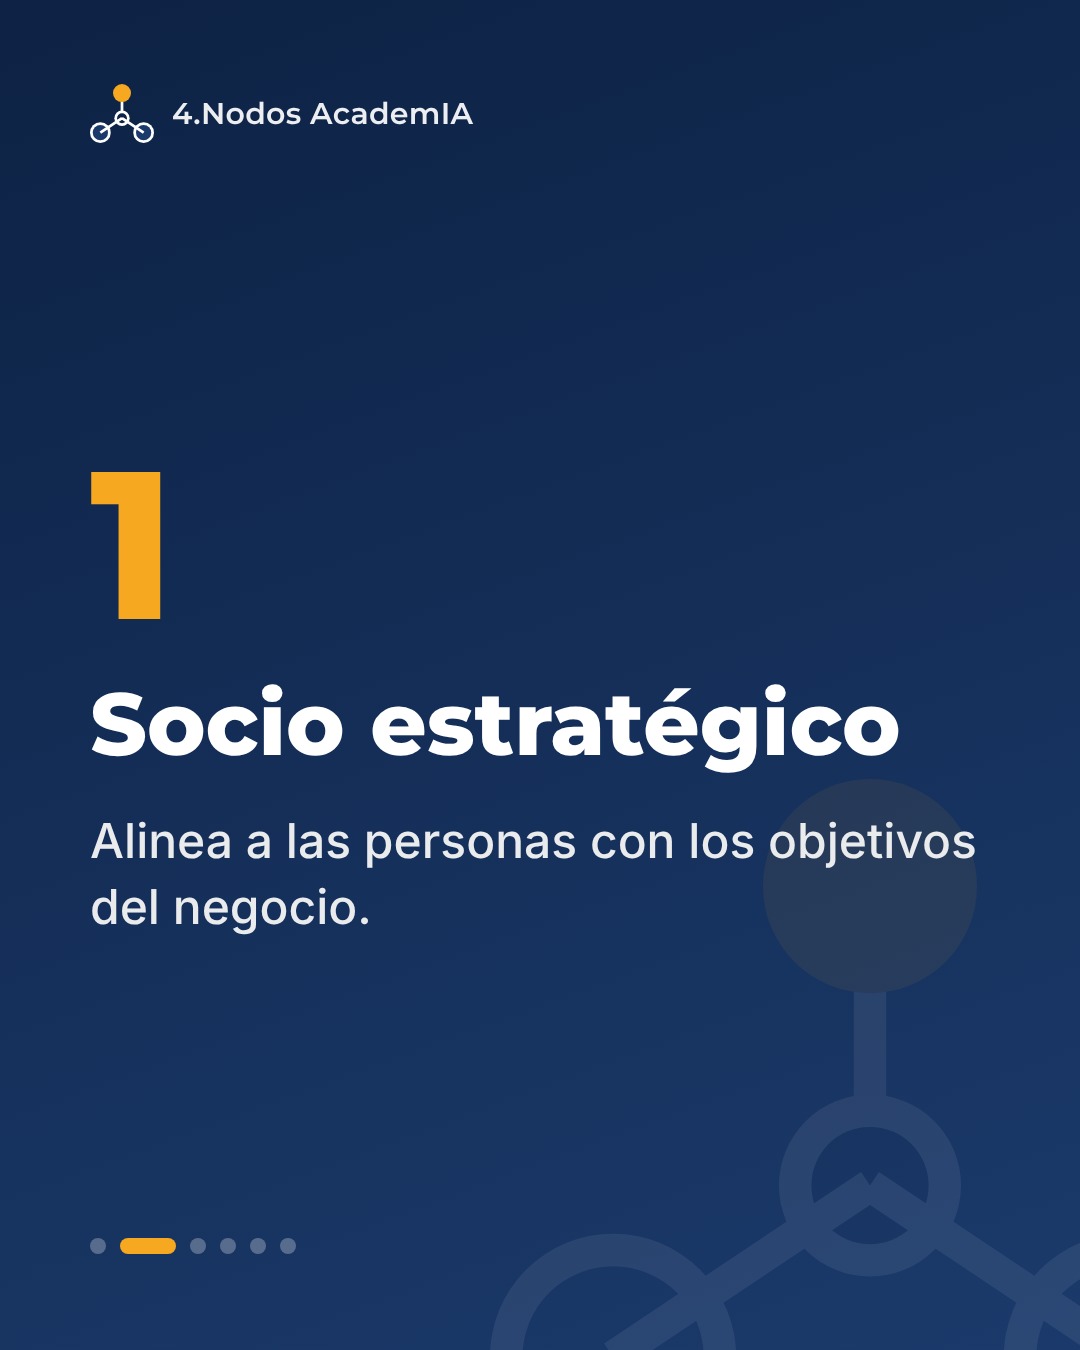 4.Nodos AcademIA
1
Socio estratégico
Alinea a las personas con los objetivos
del negocio.